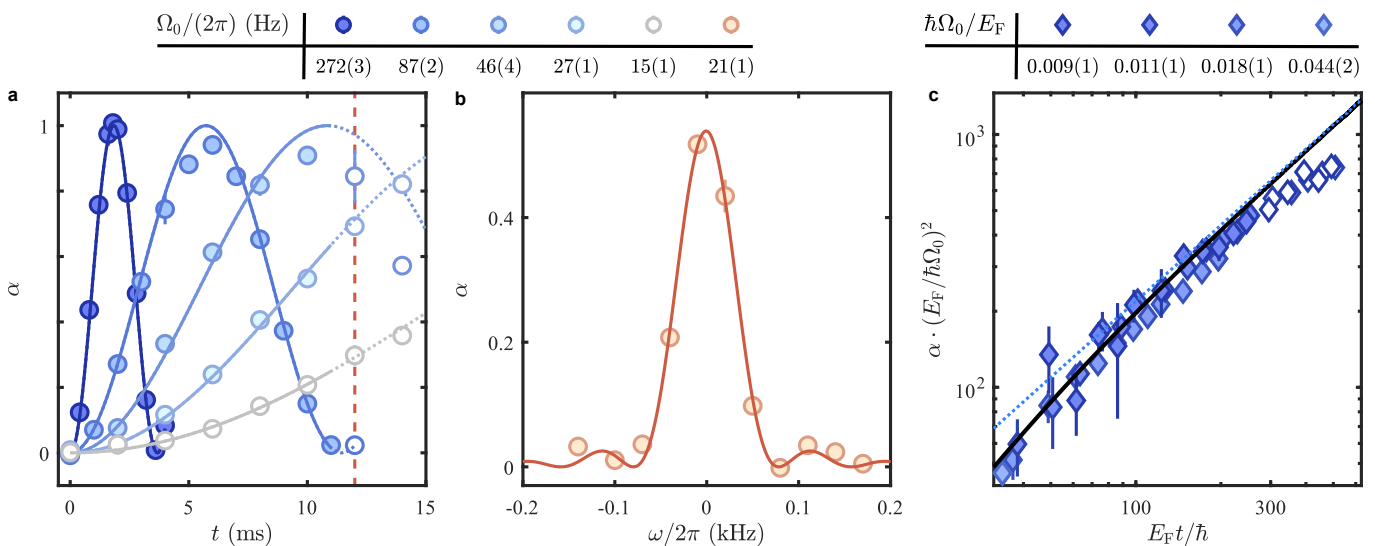 Ω₀/(2π) (Hz)
272(3) 87(2) 46(4) 27(1) 15(1) 21(1)
ħΩ₀/E_F
0.009(1) 0.011(1) 0.018(1) 0.044(2)
a
1
α
0
0 5 10 15
t (ms)
b
0.4
α
0.2
0
-0.2 -0.1 0 0.1 0.2
ω/2π (kHz)
c
10³
α · (E_F/ħΩ₀)²
10²
100 300
E_F t/ħ